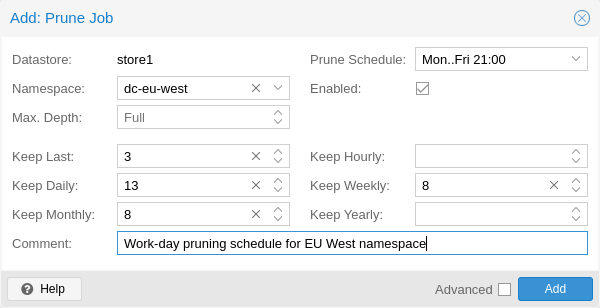 Add: Prune Job
Datastore: store1 Prune Schedule: Mon..Fri 21:00
Namespace: dc-eu-west Enabled:
Max. Depth: Full
Keep Last: 3 Keep Hourly:
Keep Daily: 13 Keep Weekly: 8
Keep Monthly: 8 Keep Yearly:
Comment: Work-day pruning schedule for EU West namespace
Help Advanced Add